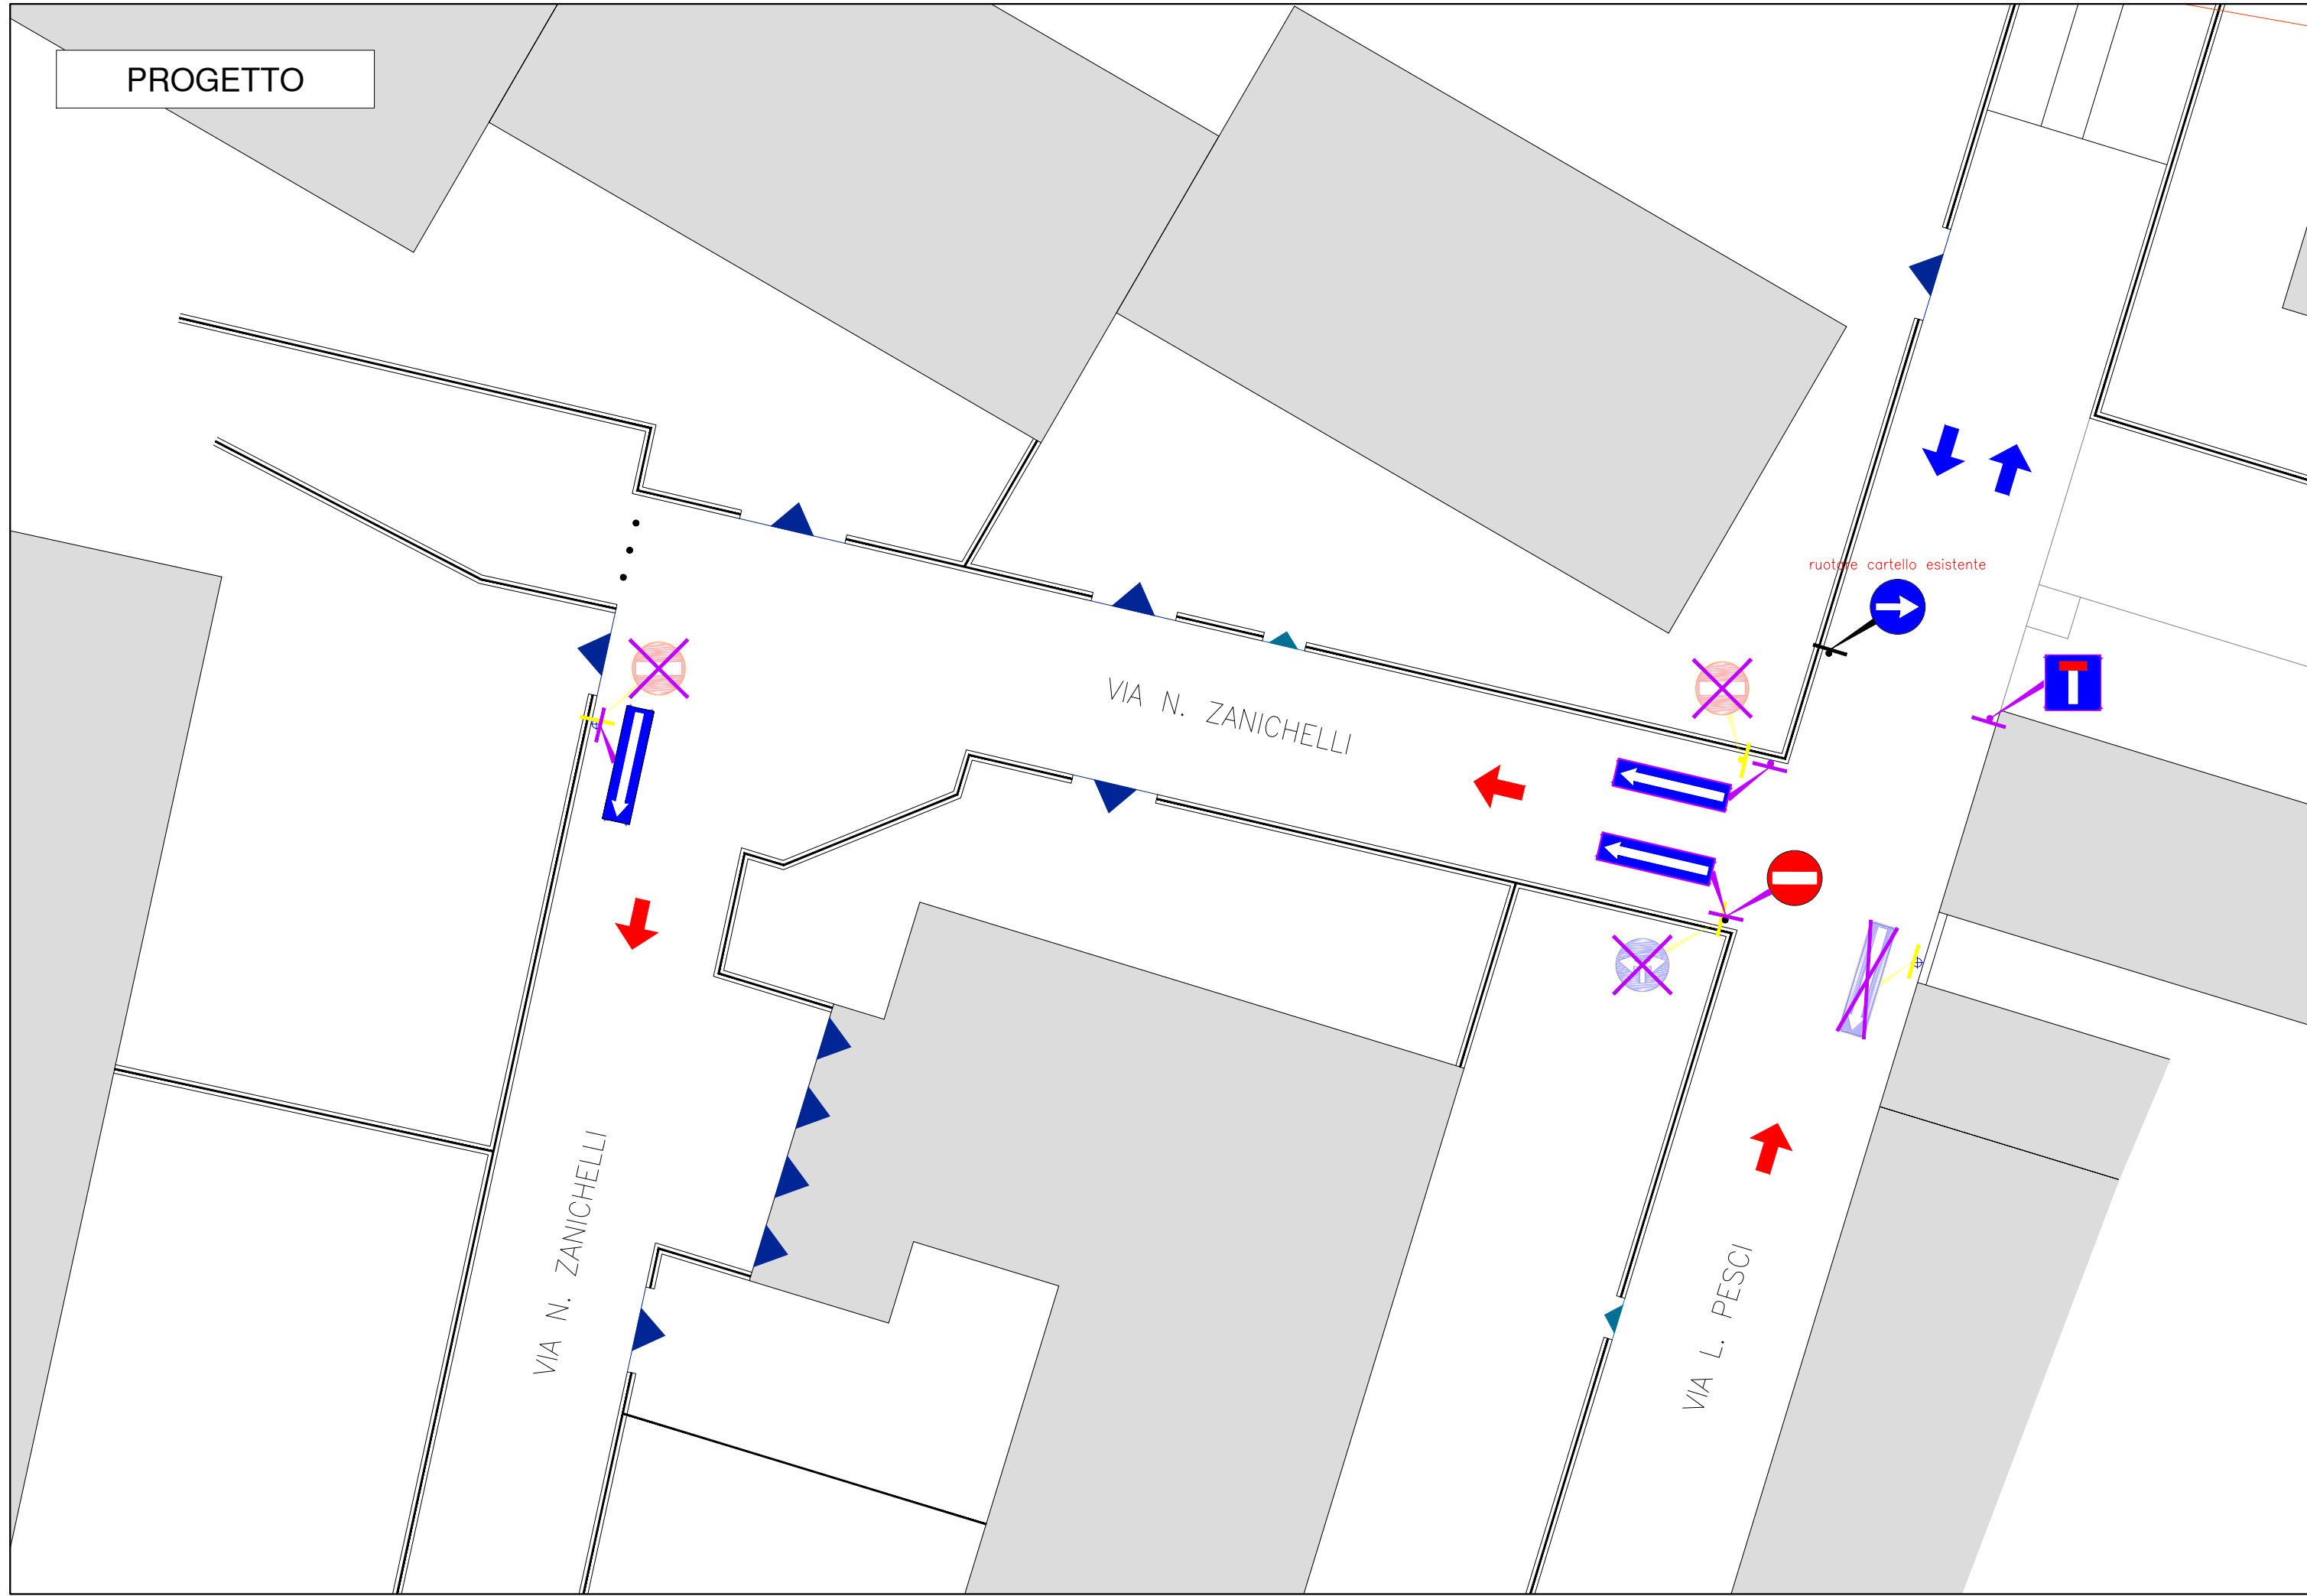 PROGETTO
ruotare cartello esistente
VIA N. ZANICHELLI
VIA N. ZANICHELLI
VIA L. PESCI